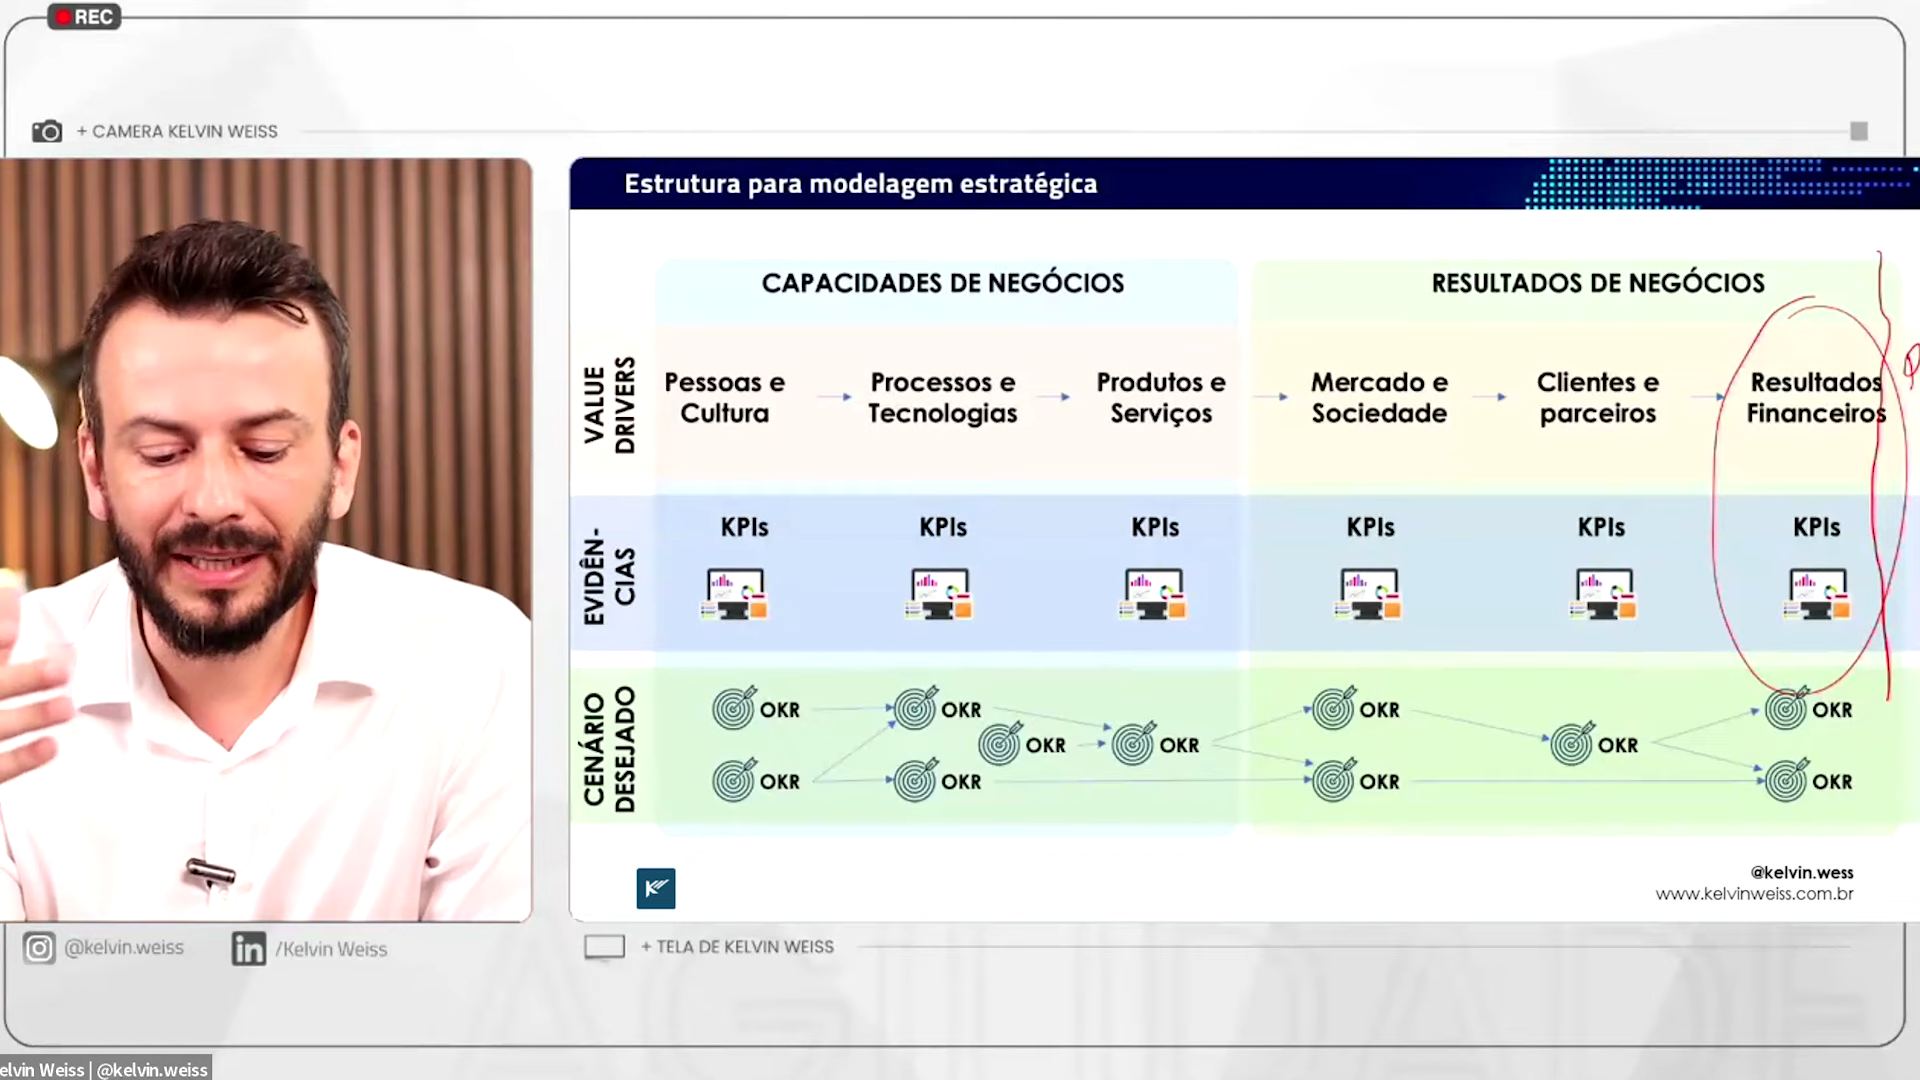 REC
+ CAMERA KELVIN WEISS
Estrutura para modelagem estratégica
CAPACIDADES DE NEGÓCIOS
RESULTADOS DE NEGÓCIOS
VALUE
DRIVERS
Pessoas e
Cultura
Processos e
Tecnologias
Produtos e
Serviços
Mercado e
Sociedade
Clientes e
parceiros
Resultados
Financeiros
EVIDÊN-
CIAS
KPIs
KPIs
KPIs
KPIs
KPIs
KPIs
CENÁRIO
DESEJADO
OKR
OKR
OKR
OKR
OKR
OKR
OKR
OKR
OKR
OKR
OKR
OKR
@kelvin.wess
www.kelvinweiss.com.br
@kelvin.weiss
/Kelvin Weiss
+ TELA DE KELVIN WEISS
elvin Weiss | @kelvin.weiss